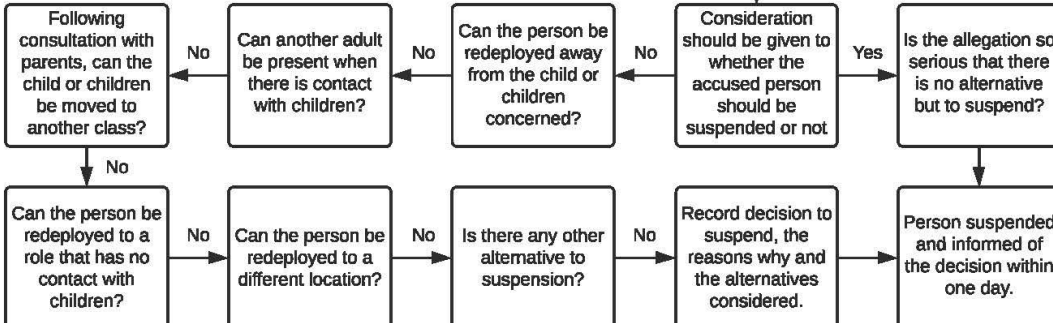 Following
consultation with
parents, can the
child or children
be moved to
another class?
No
Can another adult
be present when
there is contact
with children?
No
Can the person be
redeployed away
from the child or
children
concerned?
No
Consideration
should be given to
whether the
accused person
should be
suspended or not
Yes
Is the allegation so
serious that there
is no alternative
but to suspend?
No
Can the person be
redeployed to a
role that has no
contact with
children?
No
Can the person be
redeployed to a
different location?
No
Is there any other
alternative to
suspension?
No
Record decision to
suspend, the
reasons why and
the alternatives
considered.
Person suspended
and informed of
the decision within
one day.